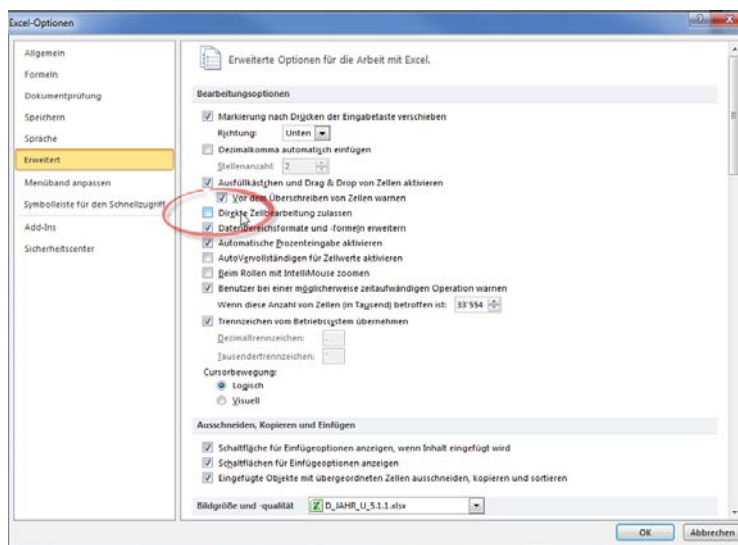 Excel-Optionen
Allgemein
Formeln
Dokumentprüfung
Speichern
Sprache
Erweitert
Menüband anpassen
Symbolleiste für den Schnellzugriff
Add-Ins
Sicherheitscenter
Erweiterte Optionen für die Arbeit mit Excel.
Bearbeitungsoptionen
Markierung nach Drücken der Eingabetaste verschieben
Richtung: Unten
Dezimalkomma automatisch einfügen
Stellenanzahl: 2
Ausfüllkästchen und Drag & Drop von Zellen aktivieren
Vor dem Überschreiben von Zellen warnen
Direkte Zellbearbeitung zulassen
Datenbereichsformate und -formeln erweitern
Automatische Prozenteingabe aktivieren
AutoVervollständigen für Zellwerte aktivieren
Beim Rollen mit IntelliMouse zoomen
Benutzer bei einer möglicherweise zeitaufwändigen Operation warnen
Wenn diese Anzahl von Zellen (in Tausend) betroffen ist: 33'554
Trennzeichen vom Betriebssystem übernehmen
Dezimaltrennzeichen: .
Tausendertrennzeichen: '
Cursorbewegung:
Logisch
Visuell
Ausschneiden, Kopieren und Einfügen
Schaltfläche für Einfügeoptionen anzeigen, wenn Inhalt eingefügt wird
Schaltflächen für Einfügeoptionen anzeigen
Eingefügte Objekte mit übergeordneten Zellen ausschneiden, kopieren und sortieren
Bildgröße und -qualität D_JAHR_U_5.1.1.xlsx
OK Abbrechen